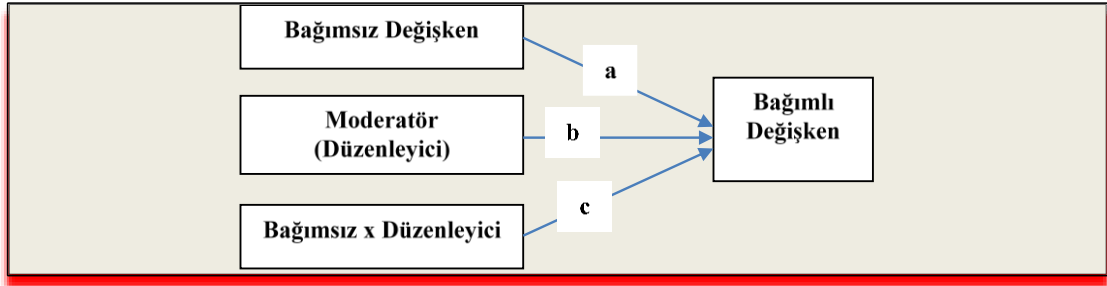 Bağımsız Değişken
a
Moderatör
(Düzenleyici)
b
Bağımlı
Değişken
Bağımsız x Düzenleyici
c